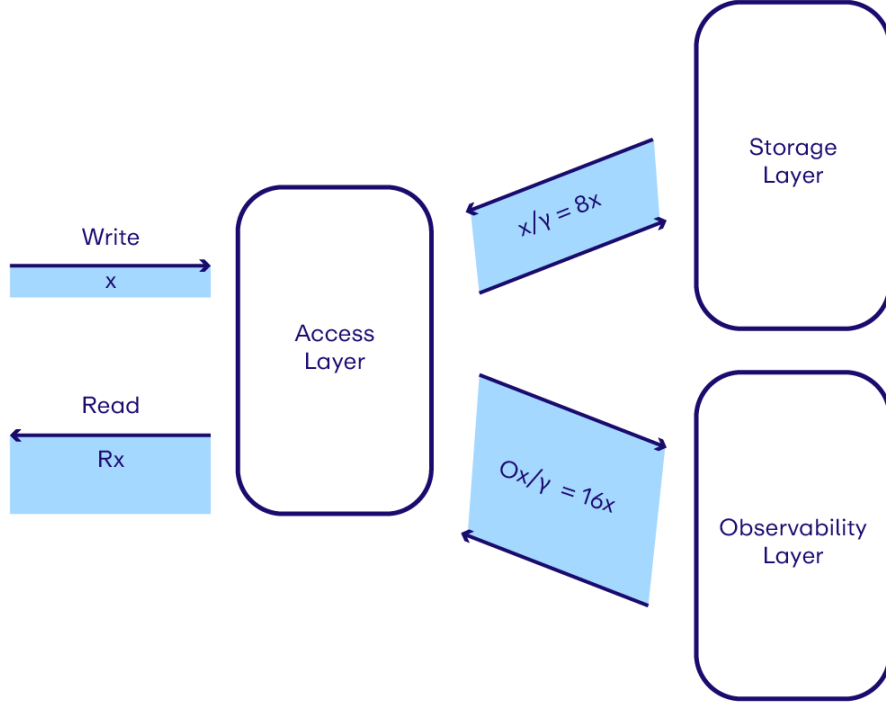 Write
x
Read
Rx
Access
Layer
x/γ = 8x
Ox/γ = 16x
Storage
Layer
Observability
Layer